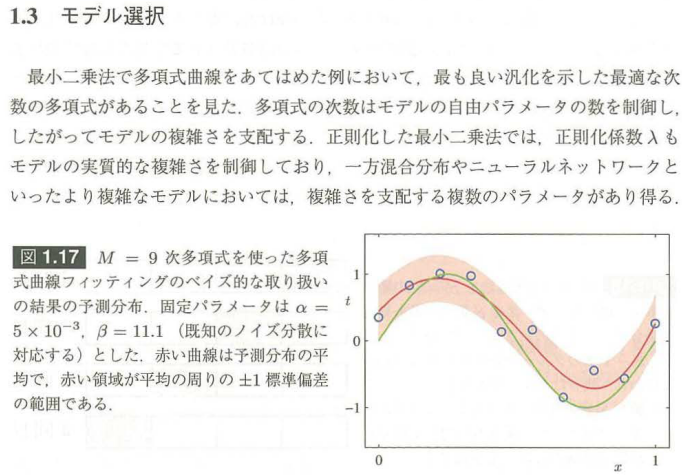 1.3 モデル選択
最小二乗法で多項式曲線をあてはめた例において，最も良い汎化を示した最適な次
数の多項式があることを見た．多項式の次数はモデルの自由パラメータの数を制御し，
したがってモデルの複雑さを支配する．正則化した最小二乗法では，正則化係数 λ も
モデルの実質的な複雑さを制御しており，一方混合分布やニューラルネットワークと
いったより複雑なモデルにおいては，複雑さを支配する複数のパラメータがあり得る．
図 1.17 M = 9 次多項式を使った多項
式曲線フィッティングのベイズ的な取り扱い
の結果の予測分布．固定パラメータは α =
5 × 10⁻³，β = 11.1 （既知のノイズ分散に
対応する）とした．赤い曲線は予測分布の平
均で，赤い領域が平均の周りの ±1 標準偏差
の範囲である．
1
t
0
−1
0
x
1